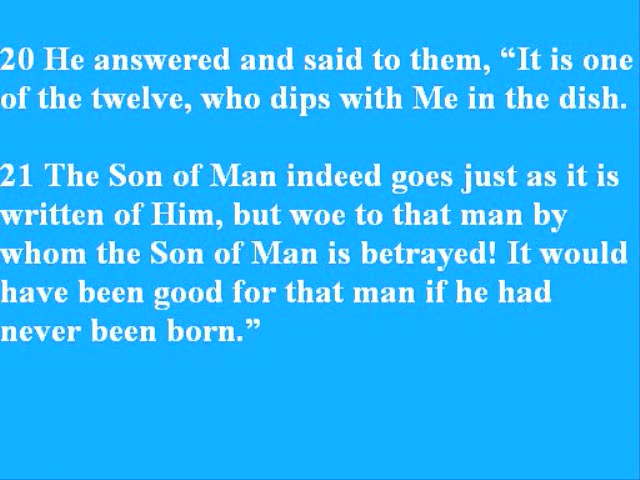 20 He answered and said to them, “It is one
of the twelve, who dips with Me in the dish.
21 The Son of Man indeed goes just as it is
written of Him, but woe to that man by
whom the Son of Man is betrayed! It would
have been good for that man if he had
never been born.”